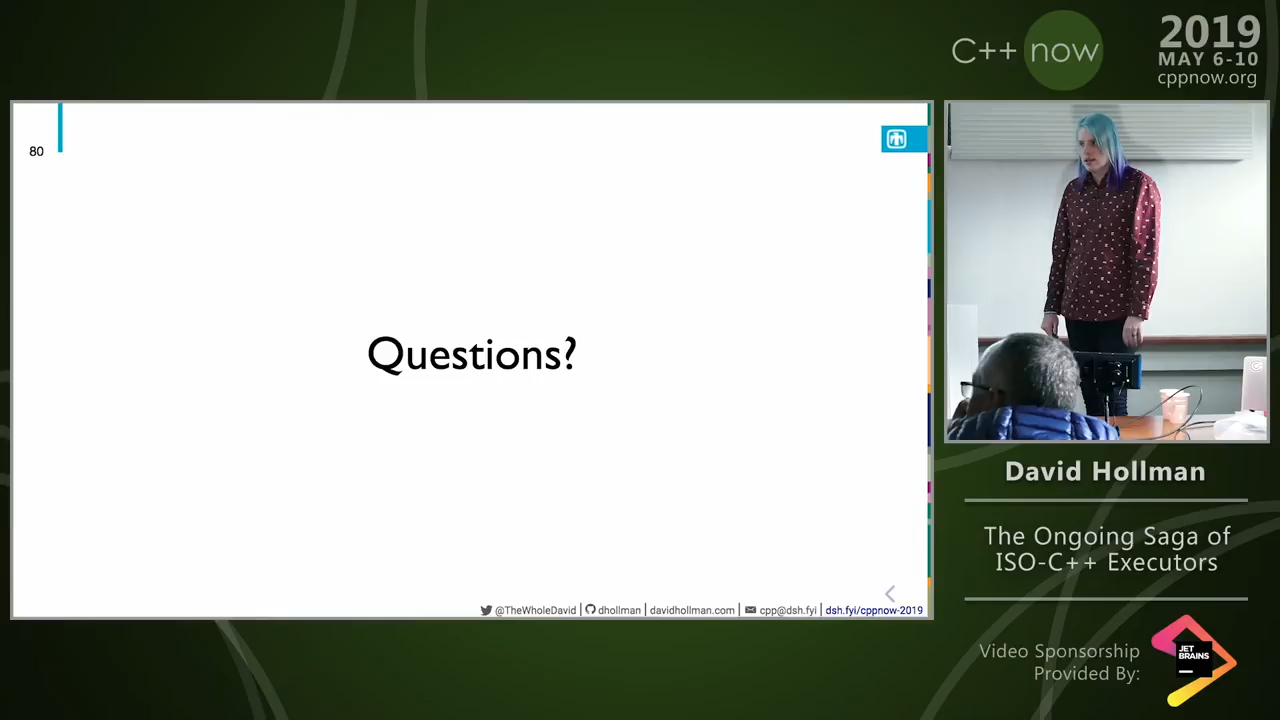 C++ now
2019
MAY 6-10
cppnow.org
80
Questions?
@TheWholeDavid | dhollman | davidhollman.com | cpp@dsh.fyi | dsh.fyi/cppnow-2019
David Hollman
The Ongoing Saga of
ISO-C++ Executors
Video Sponsorship
Provided By:
JET
BRAINS